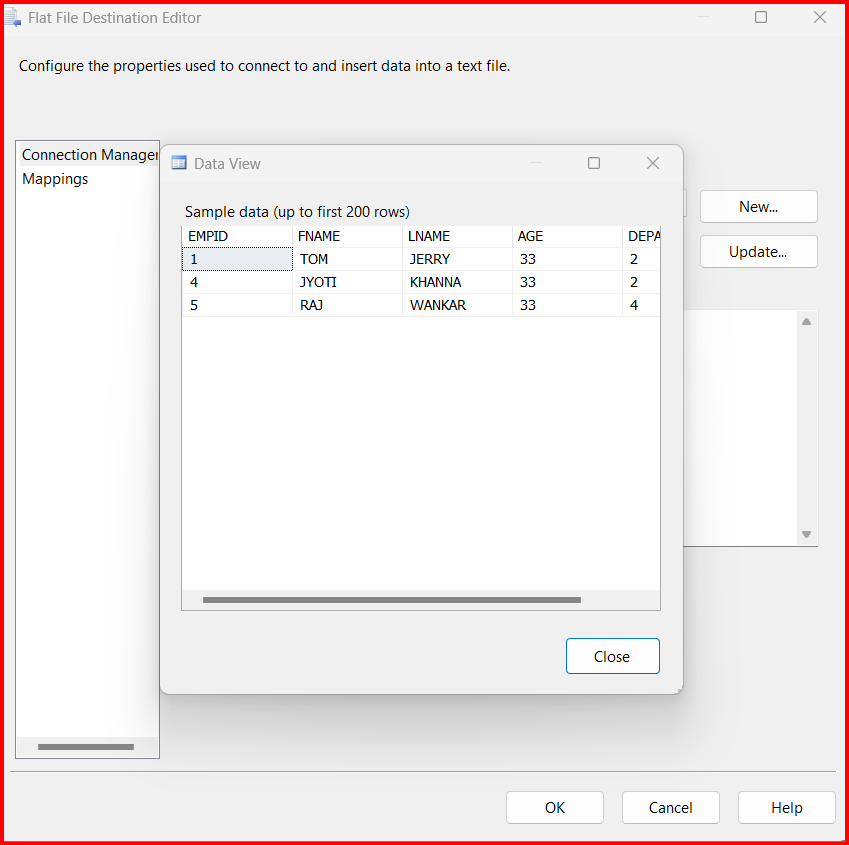 Flat File Destination Editor
Configure the properties used to connect to and insert data into a text file.
Connection Manager
Mappings
Data View
Sample data (up to first 200 rows)
EMPID FNAME LNAME AGE DEPA
1 TOM JERRY 33 2
4 JYOTI KHANNA 33 2
5 RAJ WANKAR 33 4
Close
New...
Update...
OK Cancel Help